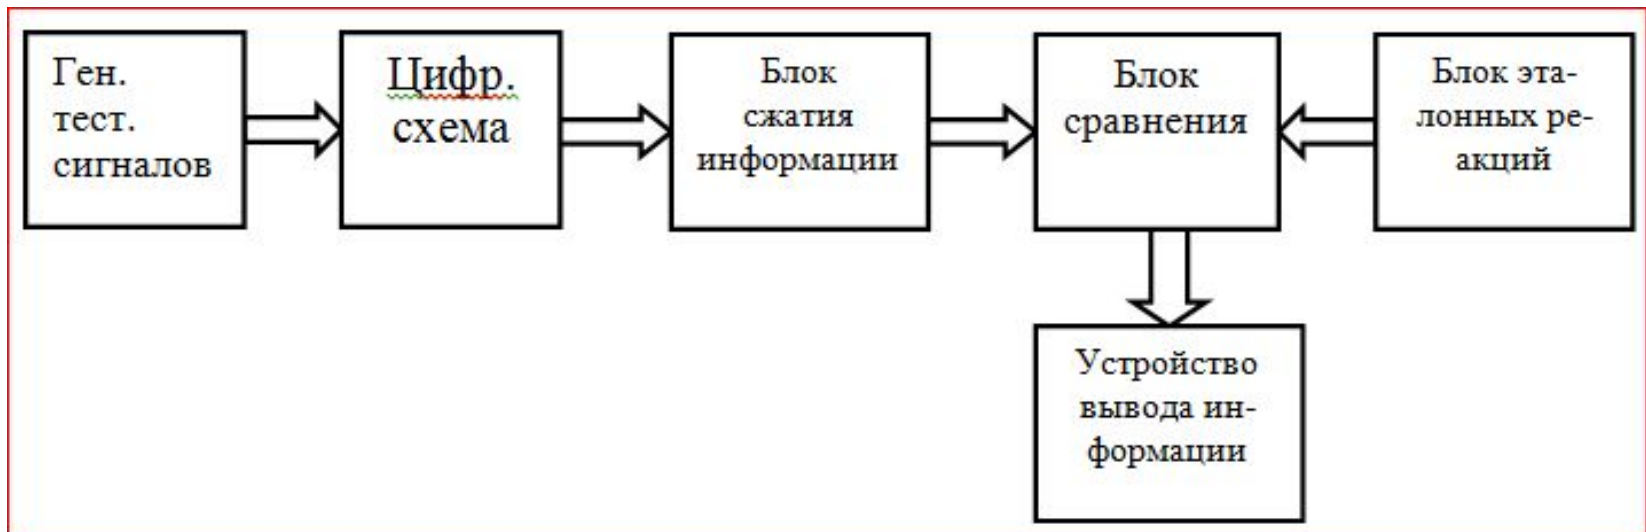 Ген.
тест.
сигналов
Цифр.
схема
Блок
сжатия
информации
Блок
сравнения
Блок эта-
лонных ре-
акций
Устройство
вывода ин-
формации